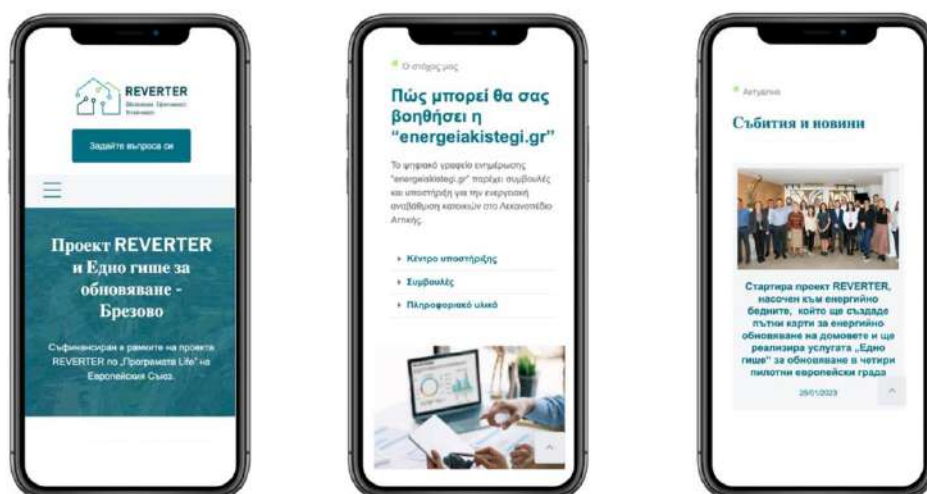 REVERTER
Задайте въпроса си
Проект REVERTER
и Едно гише за
обновяване -
Брезово
Съфинансиран в рамките на проекта
REVERTER по „Програмата Life“ на
Европейския Съюз.
Ο στόχος μας
Πώς μπορεί θα σας
βοηθήσει η
“energeiakistegi.gr”
Το ψηφιακό γραφείο ενημέρωσης
"energeiakistegi.gr" παρέχει συμβουλές
και υποστήριξη για την ενεργειακή
αναβάθμιση κατοικιών στο Λεκανοπέδιο
Αττικής.
Κέντρο υποστήριξης
Συμβουλές
Πληροφοριακό υλικό
Актуално
Събития и новини
Стартира проект REVERTER,
насочен към енергийно
бедните, който ще създаде
пътни карти за енергийно
обновяване на домовете и ще
реализира услугата „Едно
гише“ за обновяване в четири
пилотни европейски града